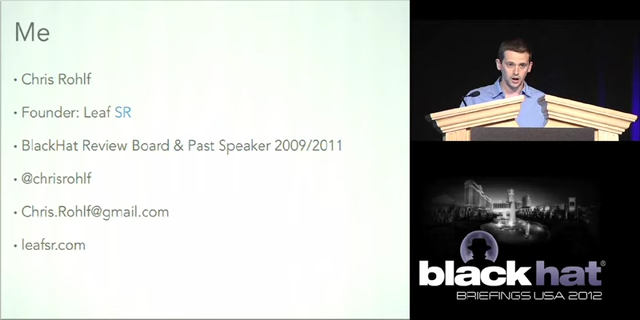 Me
• Chris Rohlf
• Founder: Leaf SR
• BlackHat Review Board & Past Speaker 2009/2011
• @chrisrohlf
• Chris.Rohlf@gmail.com
• leafsr.com
black hat®
BRIEFINGS USA 2012